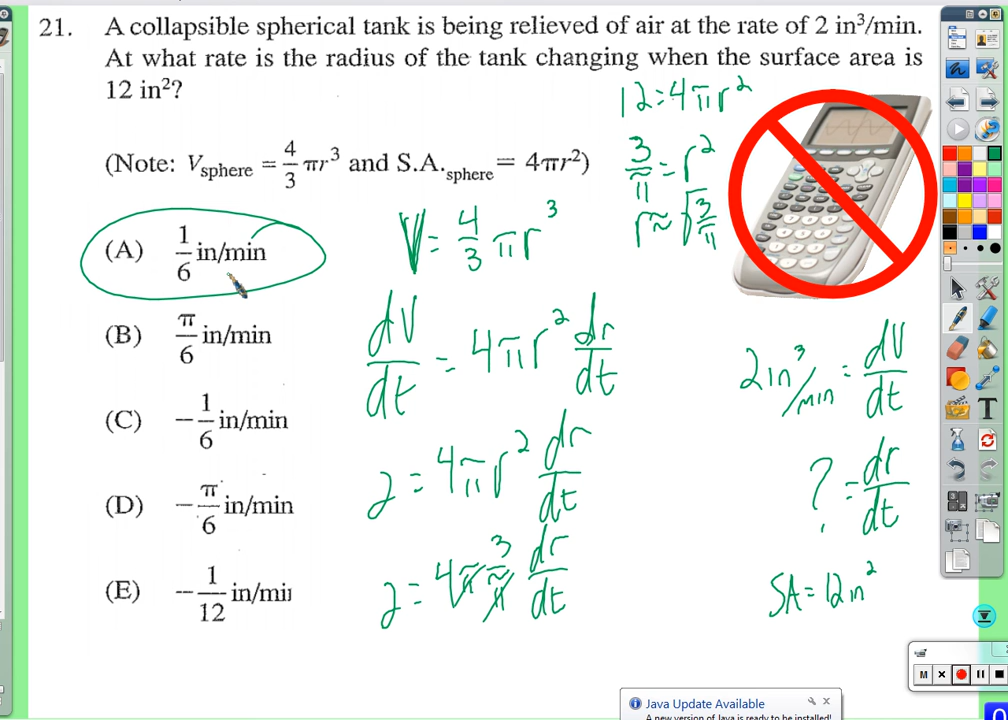 21. A collapsible spherical tank is being relieved of air at the rate of 2 in³/min.
At what rate is the radius of the tank changing when the surface area is
12 in²?
12=4πr²
(Note: V_sphere = 4/3 πr³ and S.A._sphere = 4πr²)
3/π = r²
r≈√3/π
V = 4/3 πr³
(A) 1/6 in/min
(B) π/6 in/min
(C) −1/6 in/min
(D) −π/6 in/min
(E) −1/12 in/min
dV/dt = 4πr² dr/dt
2 = 4πr² dr/dt
2 = 4π 3/π dr/dt
2in³/min = dV/dt
? = dr/dt
SA = 12in²
T
M
Java Update Available
A new version of Java is ready to be installed!